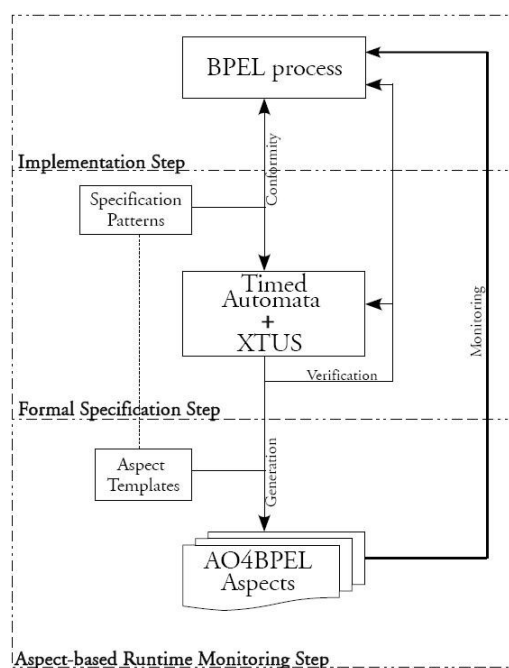 BPEL process
Conformity
Implementation Step
Specification
Patterns
Timed
Automata
+
XTUS
Monitoring
Verification
Formal Specification Step
Aspect
Templates
Generation
AO4BPEL
Aspects
Aspect-based Runtime Monitoring Step